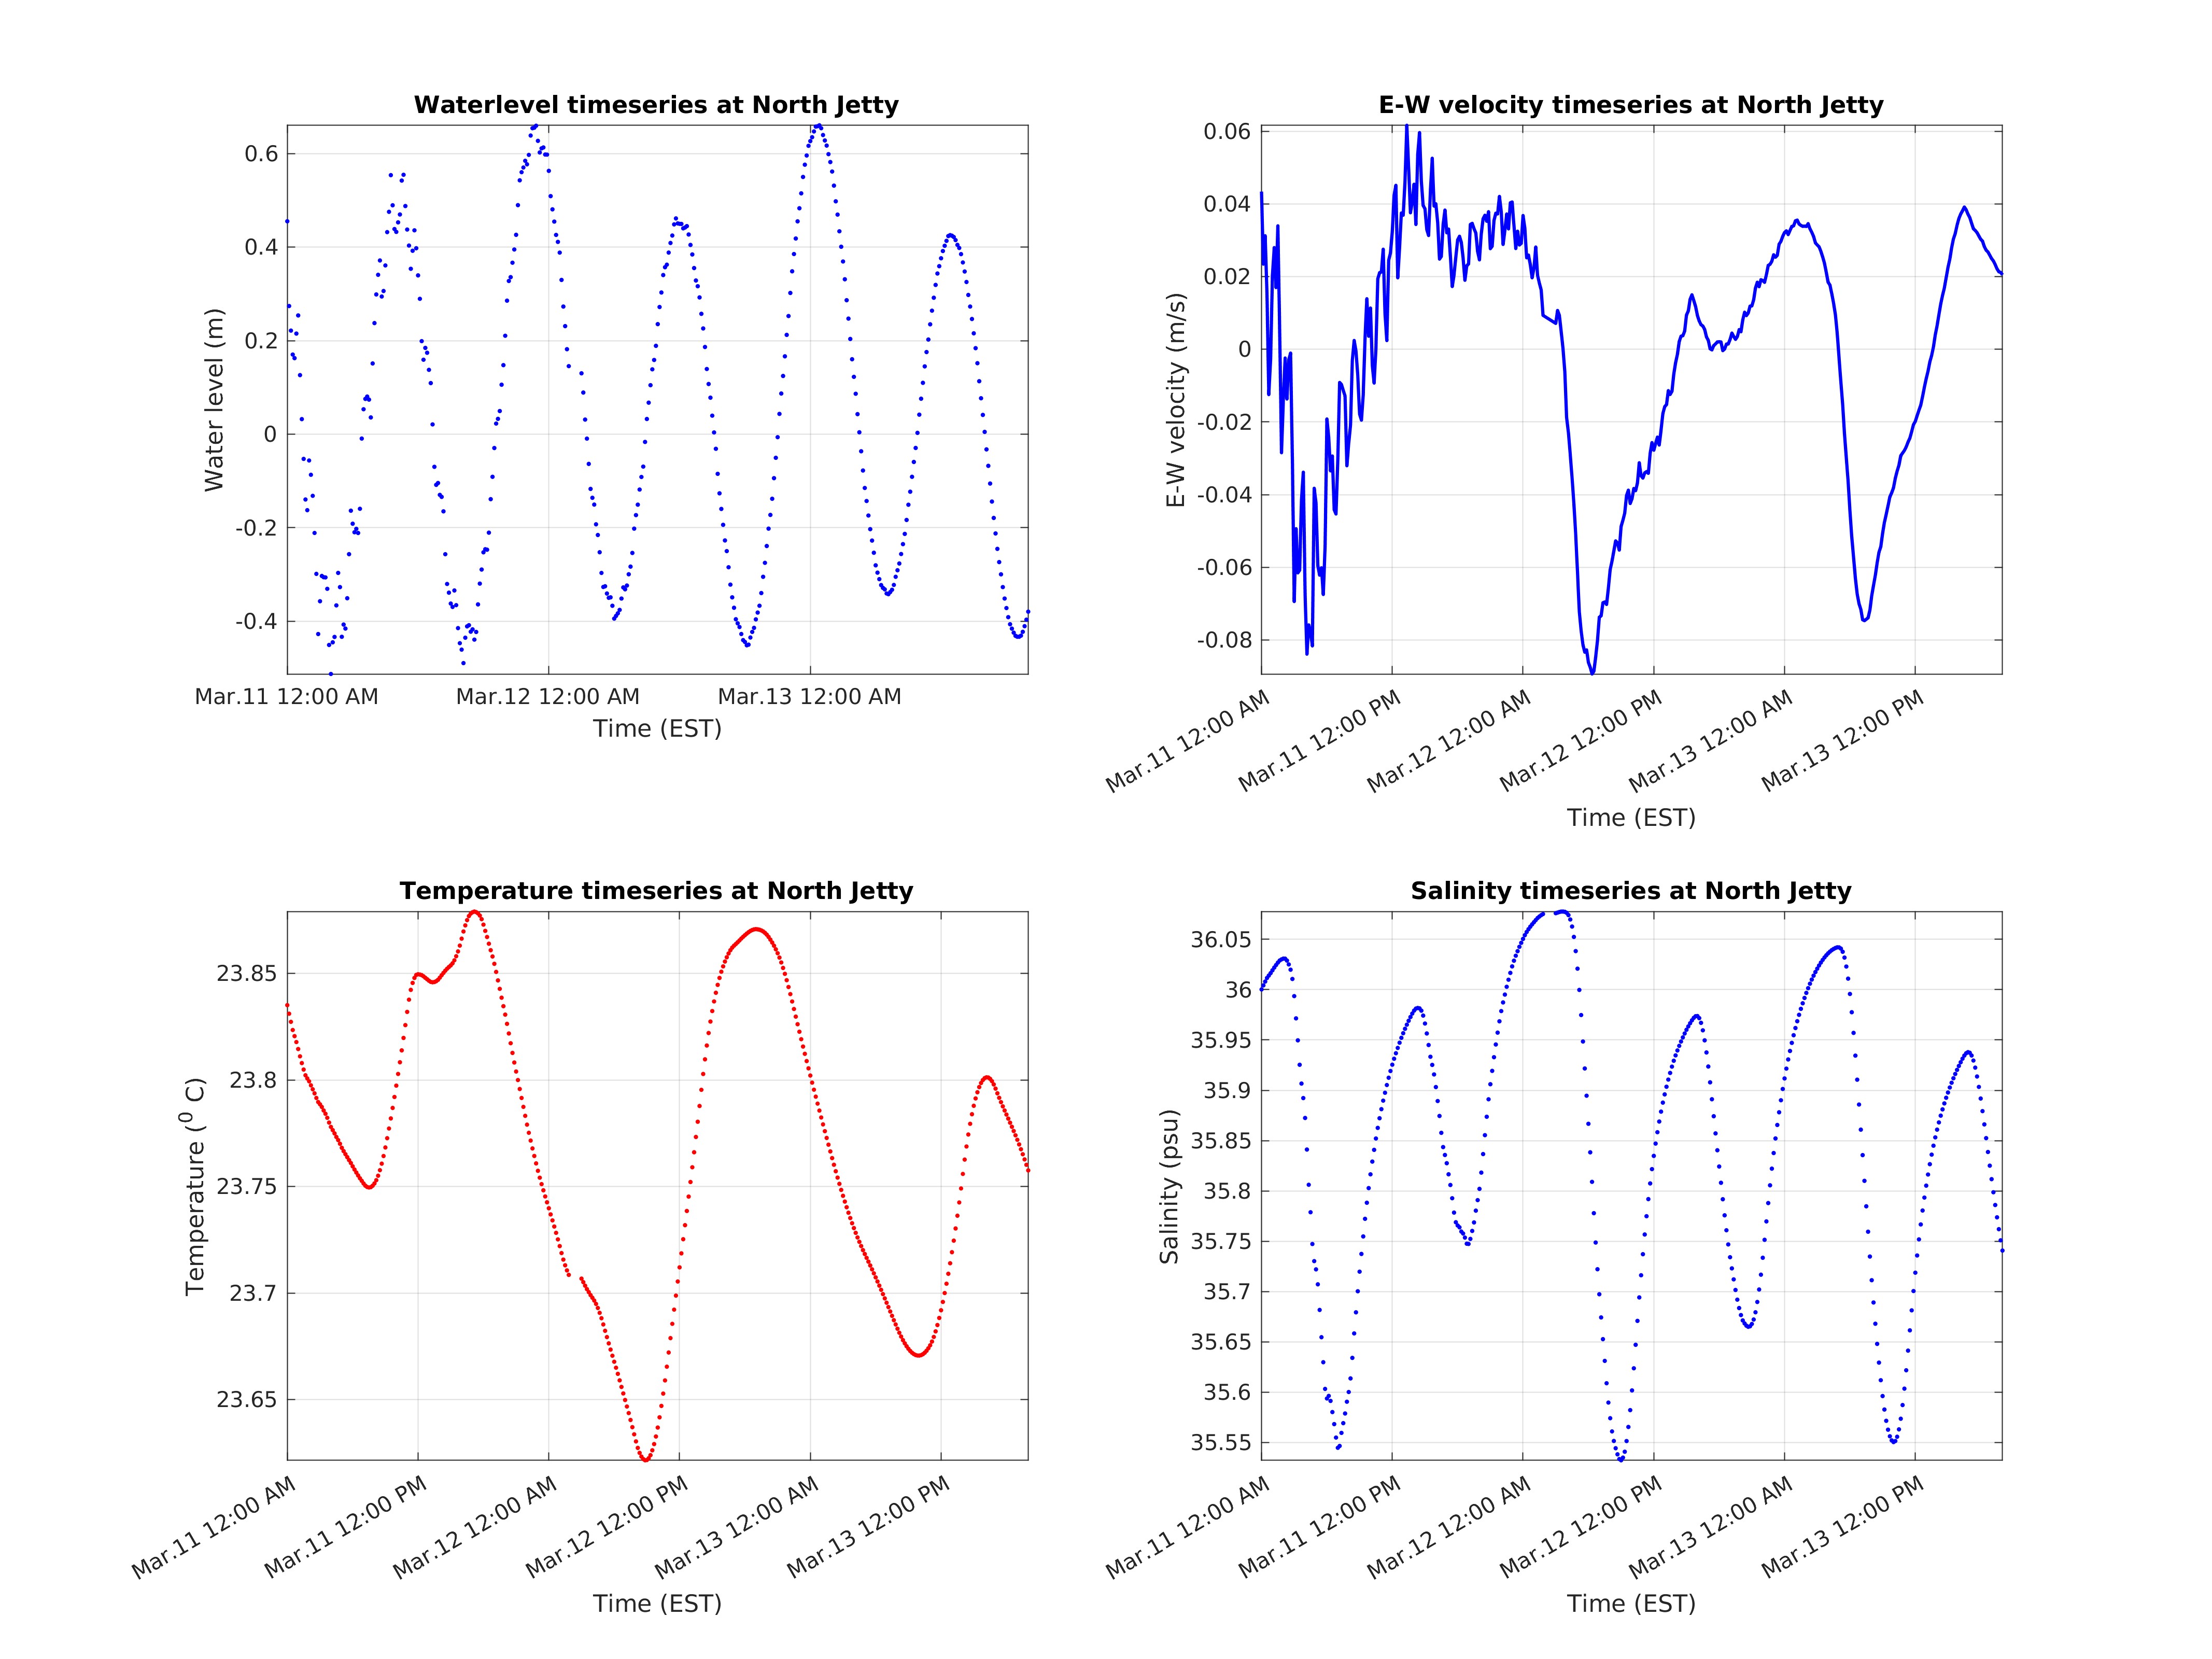 Waterlevel timeseries at North Jetty
0.6
0.4
0.2
0
-0.2
-0.4
Water level (m)
Mar.11 12:00 AM
Mar.12 12:00 AM
Mar.13 12:00 AM
Time (EST)
E-W velocity timeseries at North Jetty
0.06
0.04
0.02
0
-0.02
-0.04
-0.06
-0.08
E-W velocity (m/s)
Mar.11 12:00 AM
Mar.11 12:00 PM
Mar.12 12:00 AM
Mar.12 12:00 PM
Mar.13 12:00 AM
Mar.13 12:00 PM
Time (EST)
Temperature timeseries at North Jetty
23.85
23.8
23.75
23.7
23.65
Temperature (⁰ C)
Mar.11 12:00 AM
Mar.11 12:00 PM
Mar.12 12:00 AM
Mar.12 12:00 PM
Mar.13 12:00 AM
Mar.13 12:00 PM
Time (EST)
Salinity timeseries at North Jetty
36.05
36
35.95
35.9
35.85
35.8
35.75
35.7
35.65
35.6
35.55
Salinity (psu)
Mar.11 12:00 AM
Mar.11 12:00 PM
Mar.12 12:00 AM
Mar.12 12:00 PM
Mar.13 12:00 AM
Mar.13 12:00 PM
Time (EST)